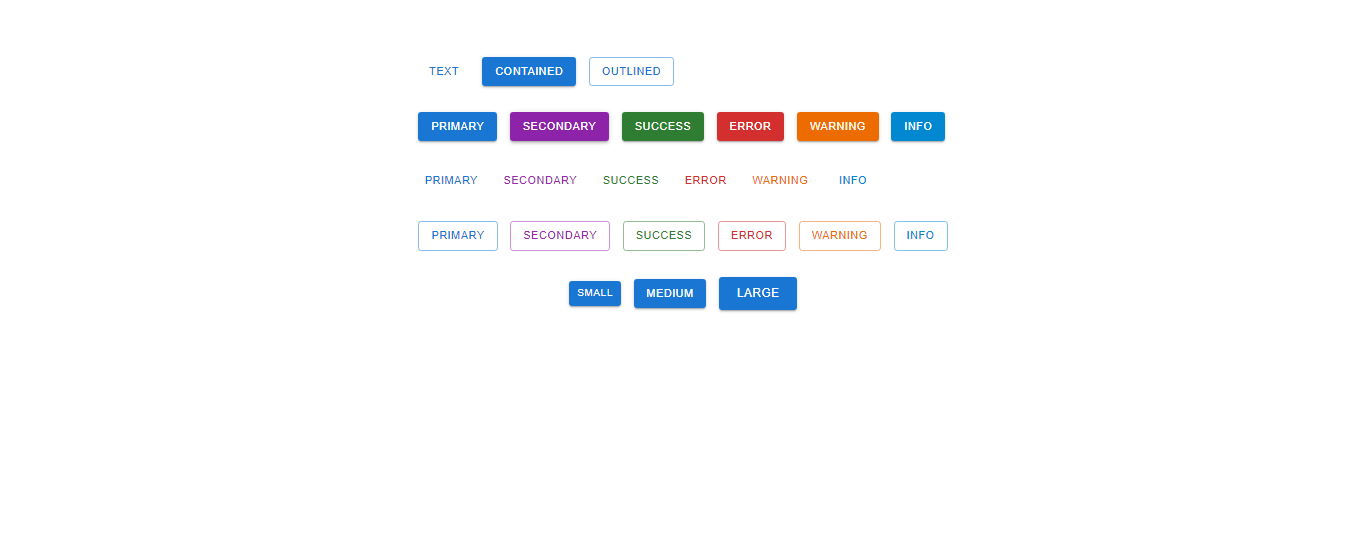 TEXT CONTAINED OUTLINED
PRIMARY SECONDARY SUCCESS ERROR WARNING INFO
PRIMARY SECONDARY SUCCESS ERROR WARNING INFO
PRIMARY SECONDARY SUCCESS ERROR WARNING INFO
SMALL MEDIUM LARGE